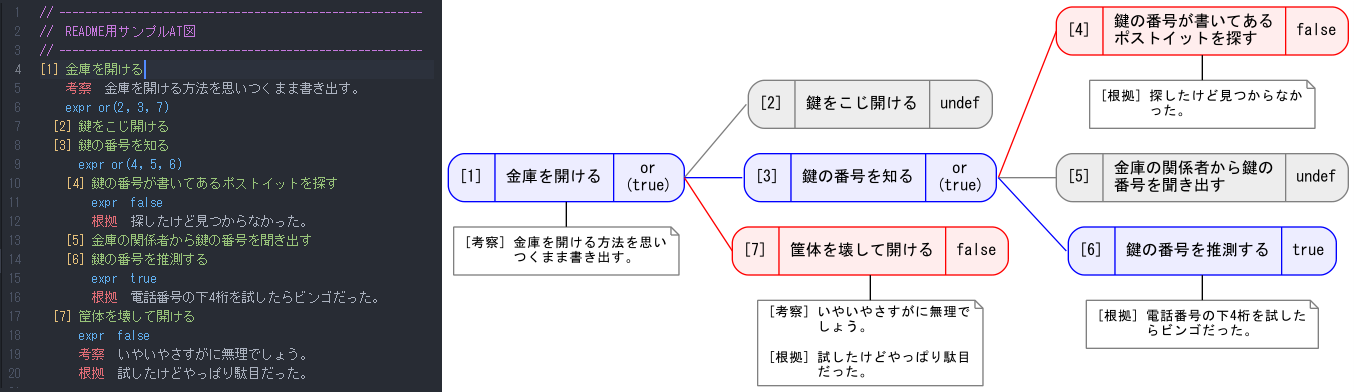 1 // --------------------------------------------------------
2 // README用サンプルAT図
3 // --------------------------------------------------------
4 [1] 金庫を開ける
5 考察 金庫を開ける方法を思いつくまま書き出す。
6 expr or(2, 3, 7)
7 [2] 鍵をこじ開ける
8 [3] 鍵の番号を知る
9 expr or(4, 5, 6)
10 [4] 鍵の番号が書いてあるポストイットを探す
11 expr false
12 根拠 探したけど見つからなかった。
13 [5] 金庫の関係者から鍵の番号を聞き出す
14 [6] 鍵の番号を推測する
15 expr true
16 根拠 電話番号の下4桁を試したらビンゴだった。
17 [7] 筐体を壊して開ける
18 expr false
19 考察 いやいやさすがに無理でしょう。
20 根拠 試したけどやっぱり駄目だった。
[1] 金庫を開ける or
(true)
[考察] 金庫を開ける方法を思い
つくまま書き出す。
[2] 鍵をこじ開ける undef
[3] 鍵の番号を知る or
(true)
[7] 筐体を壊して開ける false
[考察] いやいやさすがに無理で
しょう。
[根拠] 試したけどやっぱり駄目
だった。
[4] 鍵の番号が書いてある
ポストイットを探す false
[根拠] 探したけど見つからなか
った。
[5] 金庫の関係者から鍵の
番号を聞き出す undef
[6] 鍵の番号を推測する true
[根拠] 電話番号の下4桁を試した
らビンゴだった。